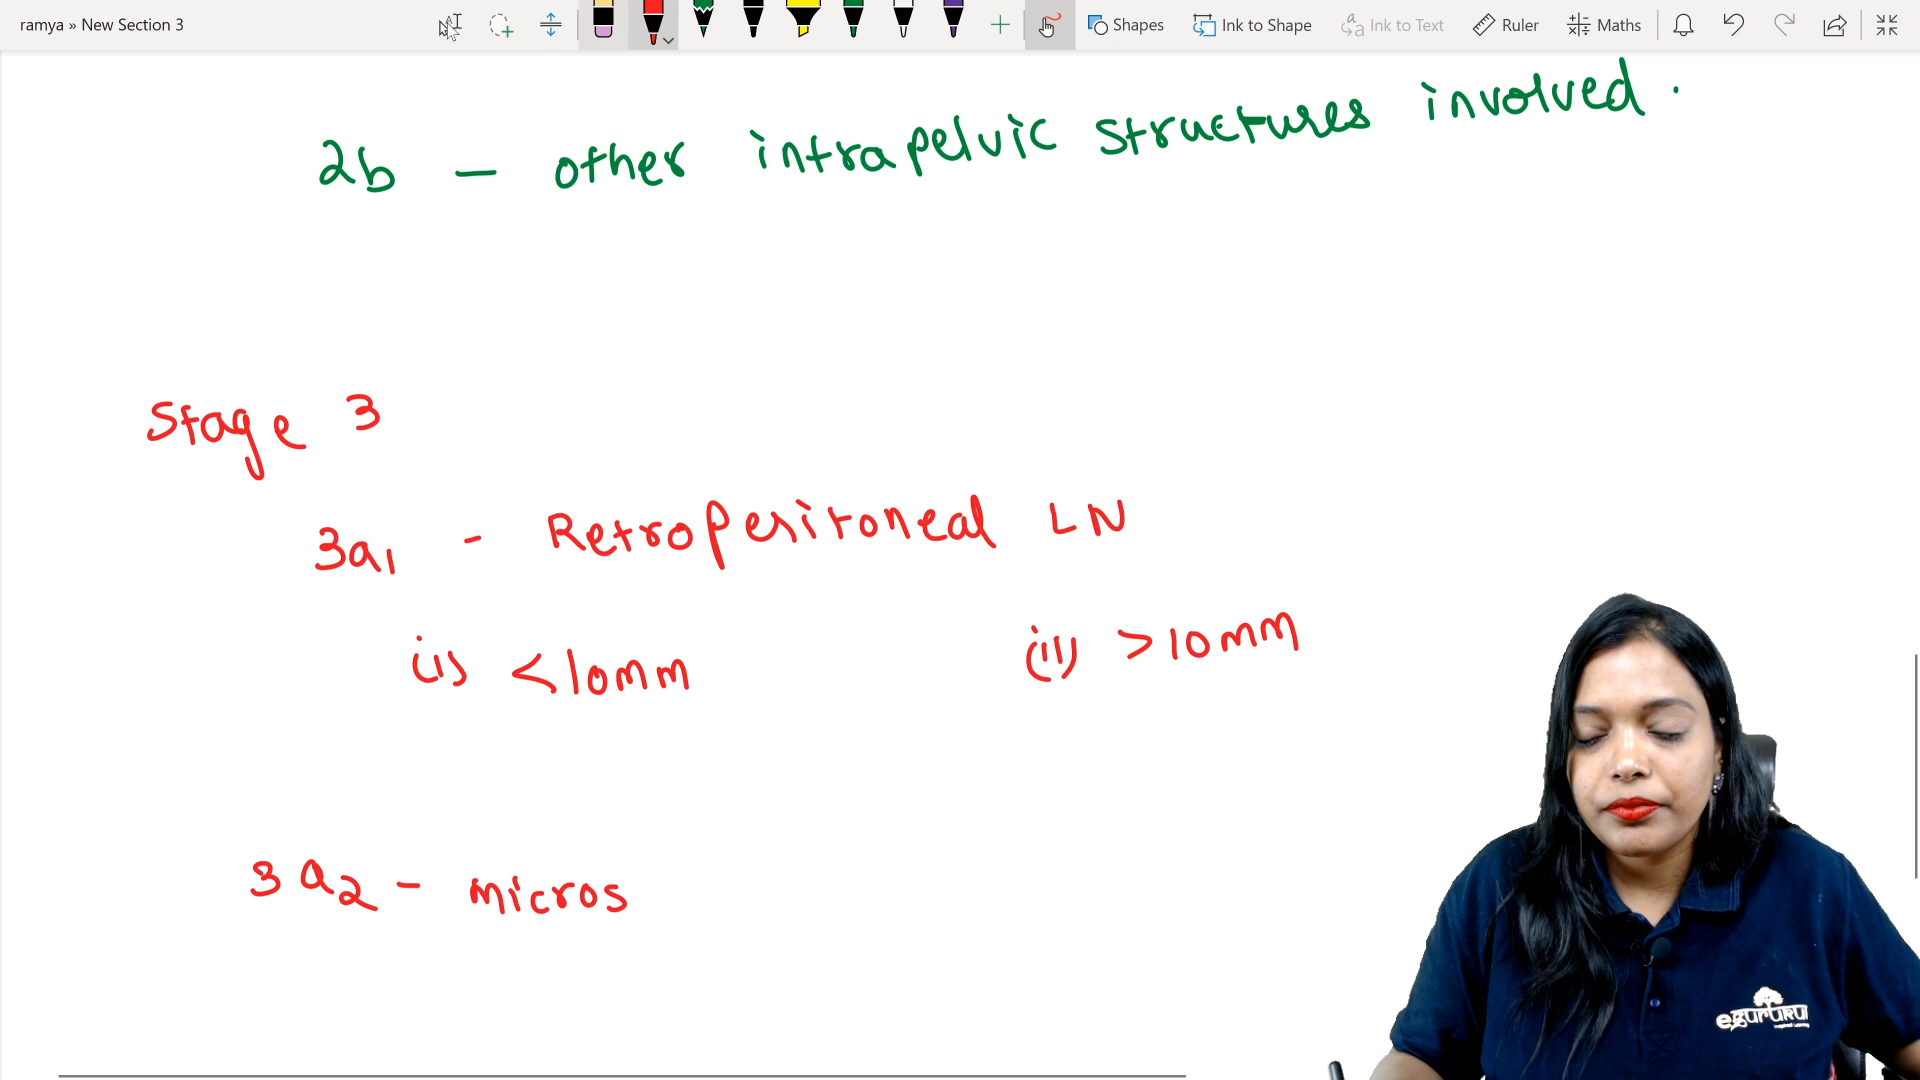 ramya » New Section 3
Shapes
Ink to Shape
Ink to Text
Ruler
Maths
2b - other intrapelvic structures involved.
Stage 3
3a1 - Retroperitoneal LN
(i) <10mm (ii) >10mm
3a2 - micros
egurukul